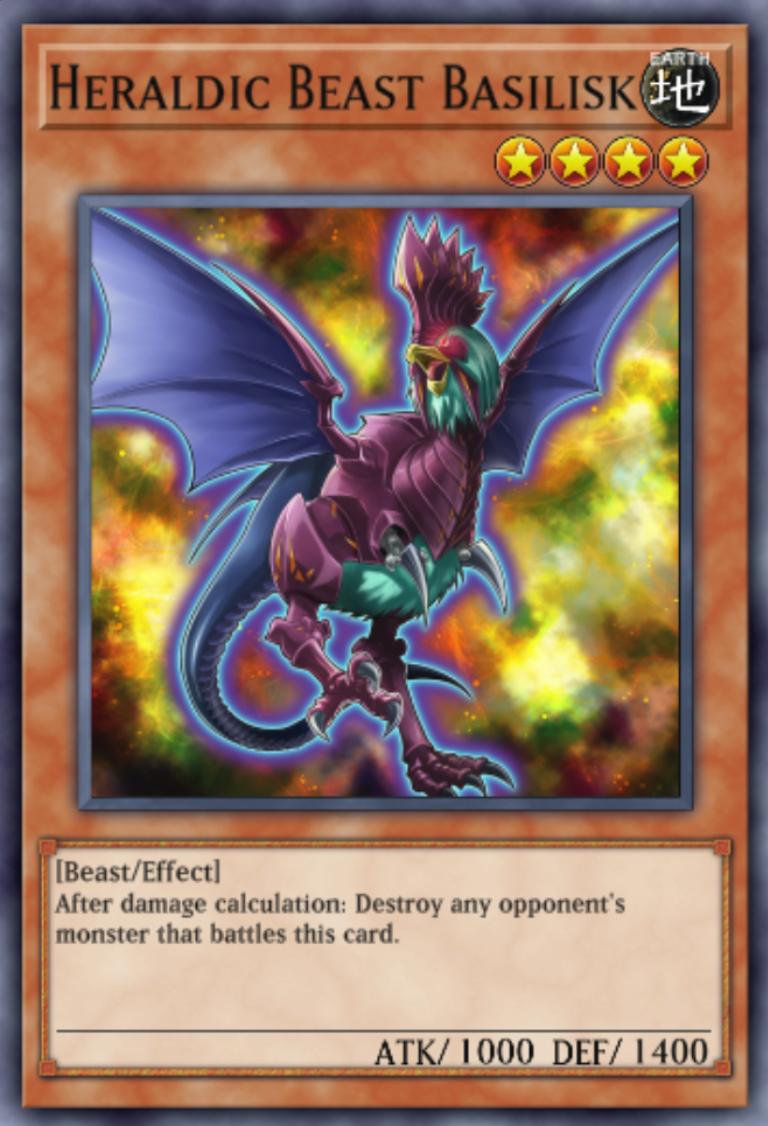 HERALDIC BEAST BASILISK
EARTH
地
[Beast/Effect]
After damage calculation: Destroy any opponent's
monster that battles this card.
ATK/ 1000 DEF/ 1400